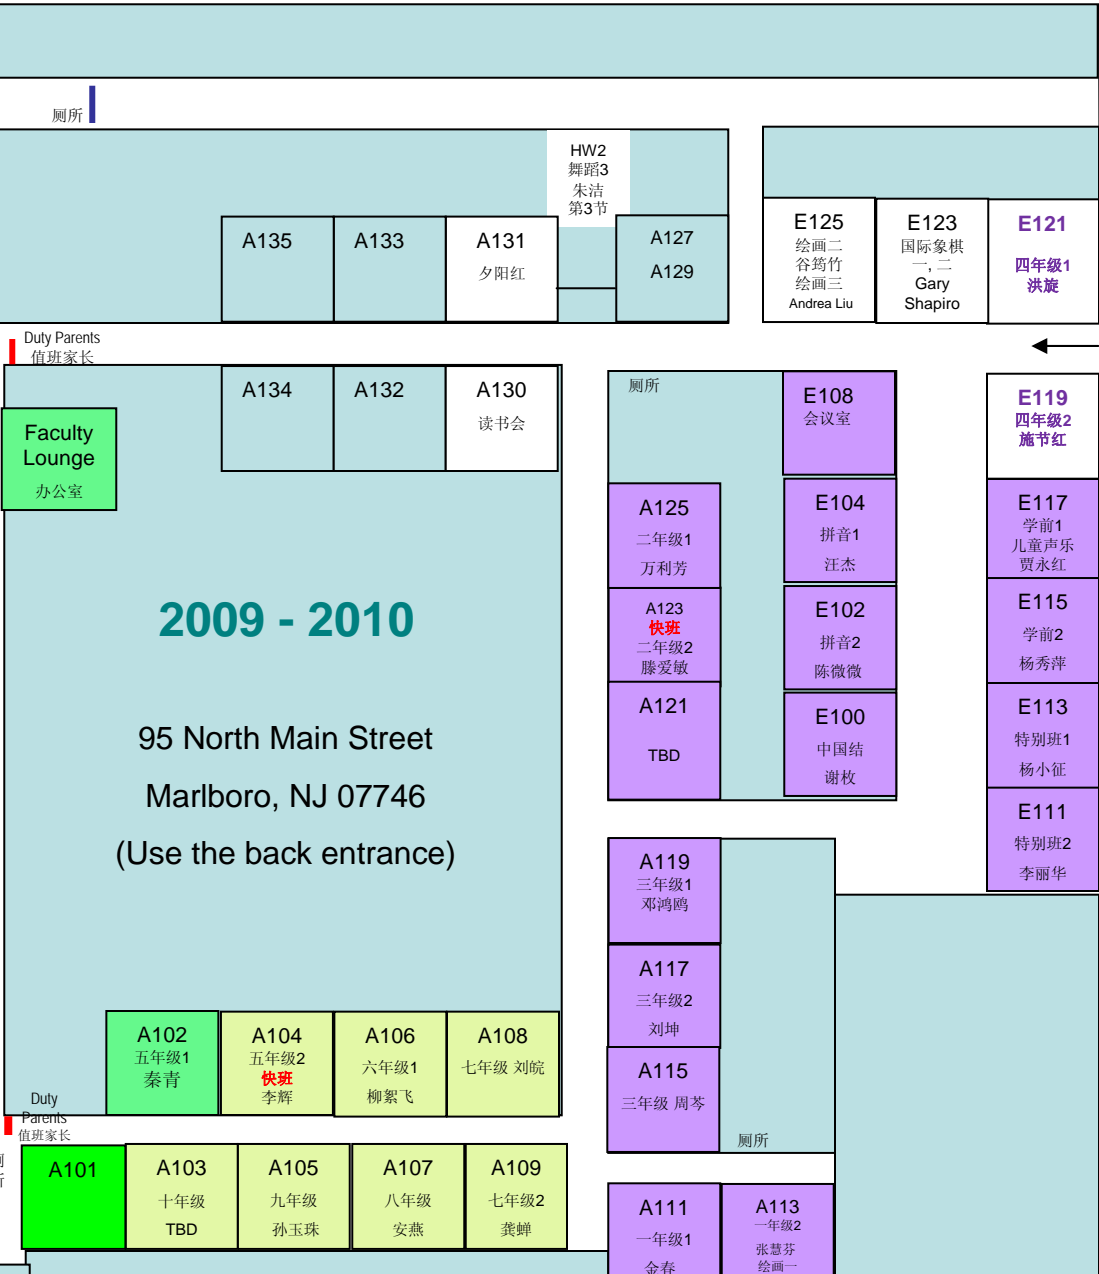 厕所
HW2
舞蹈3
朱洁
第3节
A135
A133
A131
夕阳红
A127
A129
E125
绘画二
谷筠竹
绘画三
Andrea Liu
E123
国际象棋
一, 二
Gary
Shapiro
E121
四年级1
洪旋
Duty Parents
值班家长
Faculty
Lounge
办公室
A134
A132
A130
读书会
厕所
E108
会议室
E119
四年级2
施节红
A125
二年级1
万利芳
E104
拼音1
汪杰
E117
学前1
儿童声乐
贾永红
A123
快班
二年级2
滕爱敏
E102
拼音2
陈微微
E115
学前2
杨秀萍
2009 - 2010
A121
TBD
E100
中国结
谢枚
E113
特别班1
杨小征
95 North Main Street
Marlboro, NJ 07746
(Use the back entrance)
E111
特别班2
李丽华
A119
三年级1
邓鸿鸥
A117
三年级2
刘坤
A115
三年级 周芩
厕所
A102
五年级1
秦青
A104
五年级2
快班
李辉
A106
六年级1
柳絮飞
A108
七年级 刘皖
Duty
Parents
值班家长
A101
A103
十年级
TBD
A105
九年级
孙玉珠
A107
八年级
安燕
A109
七年级2
龚蝉
A111
一年级1
金春
A113
一年级2
张慧芬
绘画一